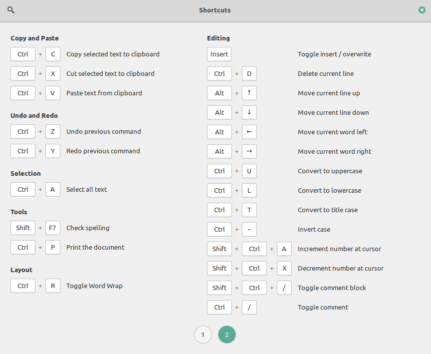 Shortcuts
Copy and Paste
Ctrl + C Copy selected text to clipboard
Ctrl + X Cut selected text to clipboard
Ctrl + V Paste text from clipboard
Undo and Redo
Ctrl + Z Undo previous command
Ctrl + Y Redo previous command
Selection
Ctrl + A Select all text
Tools
Shift + F7 Check spelling
Ctrl + P Print the document
Layout
Ctrl + R Toggle Word Wrap
Editing
Insert Toggle insert / overwrite
Ctrl + D Delete current line
Alt + ↑ Move current line up
Alt + ↓ Move current line down
Alt + ← Move current word left
Alt + → Move current word right
Ctrl + U Convert to uppercase
Ctrl + L Convert to lowercase
Ctrl + T Convert to title case
Ctrl + ~ Invert case
Shift + Ctrl + A Increment number at cursor
Shift + Ctrl + X Decrement number at cursor
Shift + Ctrl + / Toggle comment block
Ctrl + / Toggle comment
1 2